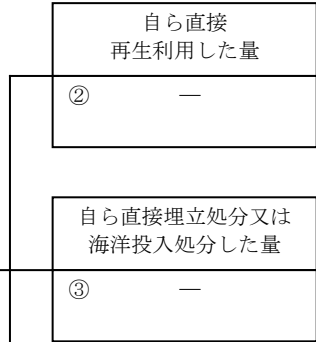 自ら直接
再生利用した量
② ―
自ら直接埋立処分又は
海洋投入処分した量
③ ―